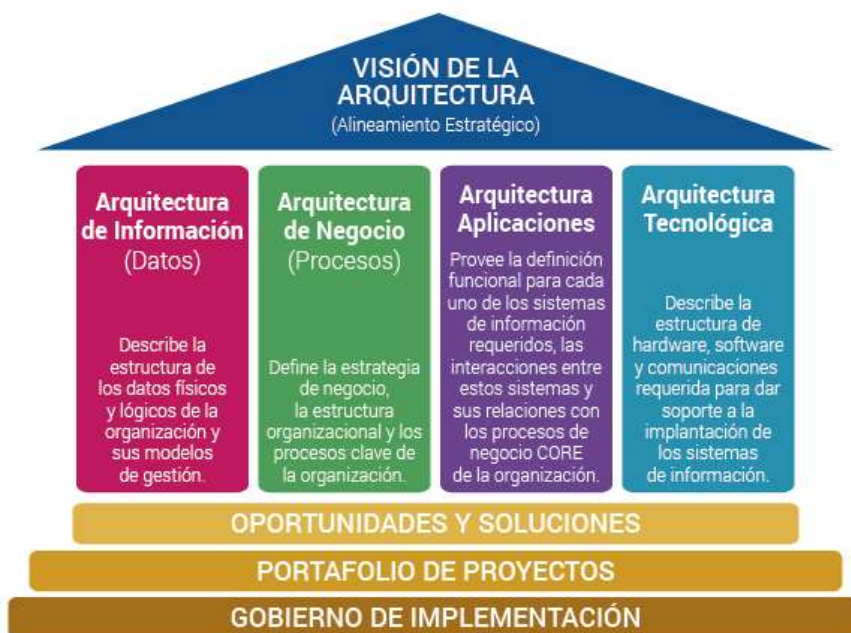 VISIÓN DE LA
ARQUITECTURA
(Alineamiento Estratégico)
Arquitectura
de Información
(Datos)
Describe la
estructura de
los datos físicos
y lógicos de la
organización y
sus modelos
de gestión.
Arquitectura
de Negocio
(Procesos)
Define la estrategia
de negocio,
la estructura
organizacional y los
procesos clave de
la organización.
Arquitectura
Aplicaciones
Provee la definición
funcional para cada
uno de los sistemas
de información
requeridos, las
interacciones entre
estos sistemas y
sus relaciones con
los procesos de
negocio CORE
de la organización.
Arquitectura
Tecnológica
Describe la
estructura de
hardware, software
y comunicaciones
requerida para dar
soporte a la
implantación de
los sistemas
de información.
OPORTUNIDADES Y SOLUCIONES
PORTAFOLIO DE PROYECTOS
GOBIERNO DE IMPLEMENTACIÓN